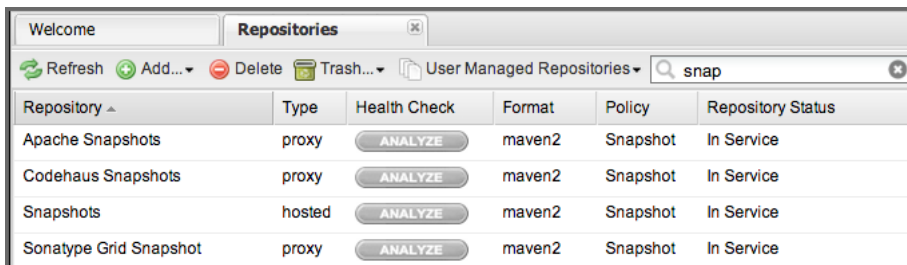 Welcome Repositories
Refresh Add... Delete Trash... User Managed Repositories snap
Repository Type Health Check Format Policy Repository Status
Apache Snapshots proxy ANALYZE maven2 Snapshot In Service
Codehaus Snapshots proxy ANALYZE maven2 Snapshot In Service
Snapshots hosted ANALYZE maven2 Snapshot In Service
Sonatype Grid Snapshot proxy ANALYZE maven2 Snapshot In Service